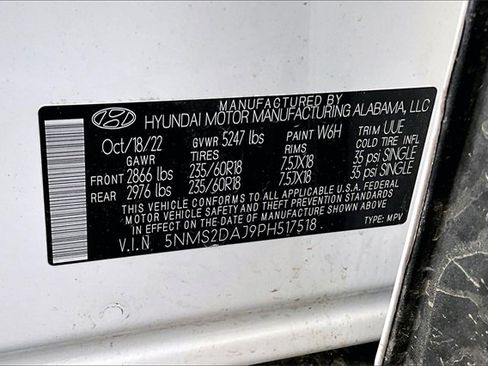 MANUFACTURED BY
HYUNDAI MOTOR MANUFACTURING ALABAMA, LLC
Oct/18/22 GVWR 5247 lbs PAINT W6H TRIM UUE
GAWR TIRES RIMS COLD TIRE INFL
FRONT 2866 lbs 235/60R18 7.5JX18 35 psi SINGLE
REAR 2976 lbs 235/60R18 7.5JX18 35 psi SINGLE
THIS VEHICLE CONFORMS TO ALL APPLICABLE U.S.A. FEDERAL
MOTOR VEHICLE SAFETY AND THEFT PREVENTION STANDARDS
IN EFFECT ON THE DATE OF MANUFACTURE SHOWN ABOVE.
V.I.N. 5NMS2DAJ9PH517518 TYPE: MPV